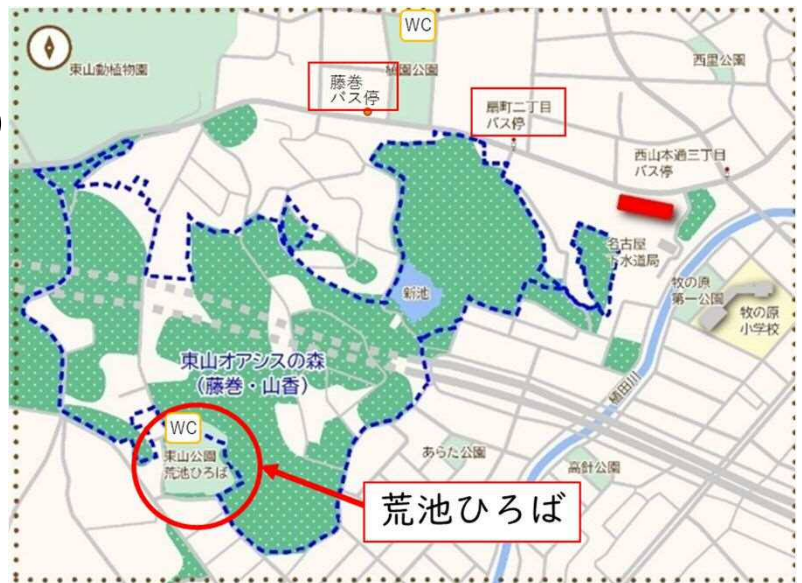 WC
東山動植物園
藤巻
バス停
植園公園
扇町二丁目
バス停
西里公園
西山本通三丁目
バス停
名古屋
下水道局
新池
牧の原
第一公園
牧の原
小学校
東山オアシスの森
(藤巻・山香)
植田川
WC
東山公園
荒池ひろば
あらた公園
高針公園
荒池ひろば